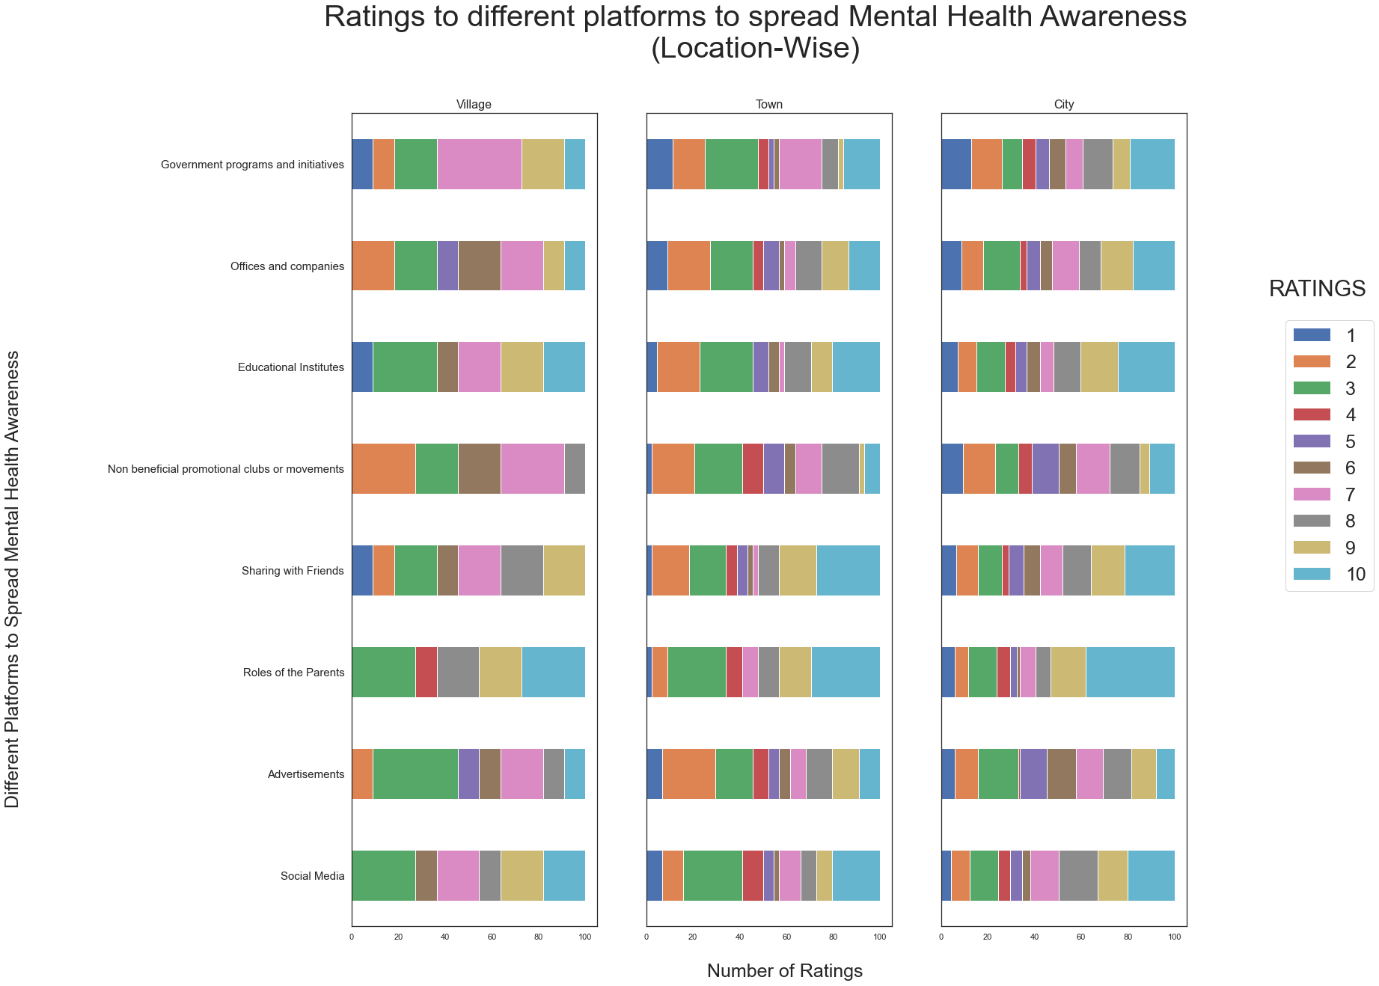 Ratings to different platforms to spread Mental Health Awareness
(Location-Wise)
Village
Town
City
Different Platforms to Spread Mental Health Awareness
Government programs and initiatives
Offices and companies
Educational Institutes
Non beneficial promotional clubs or movements
Sharing with Friends
Roles of the Parents
Advertisements
Social Media
0 20 40 60 80 100
0 20 40 60 80 100
0 20 40 60 80 100
Number of Ratings
RATINGS
1
2
3
4
5
6
7
8
9
10